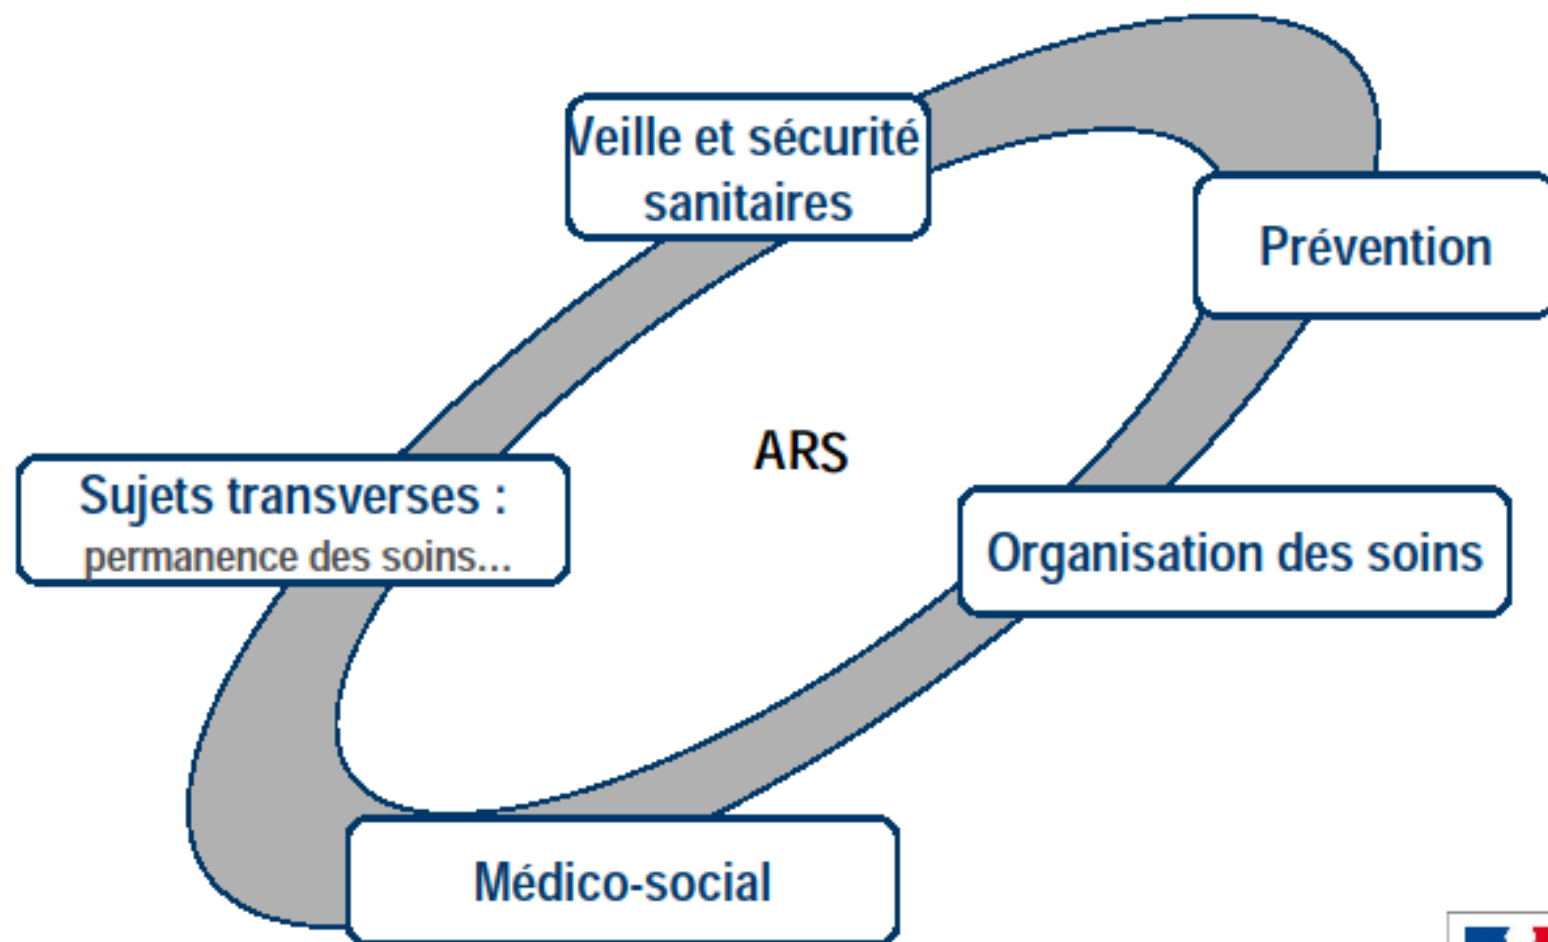 Veille et sécurité
sanitaires
Prévention
ARS
Sujets transverses :
permanence des soins...
Organisation des soins
Médico-social